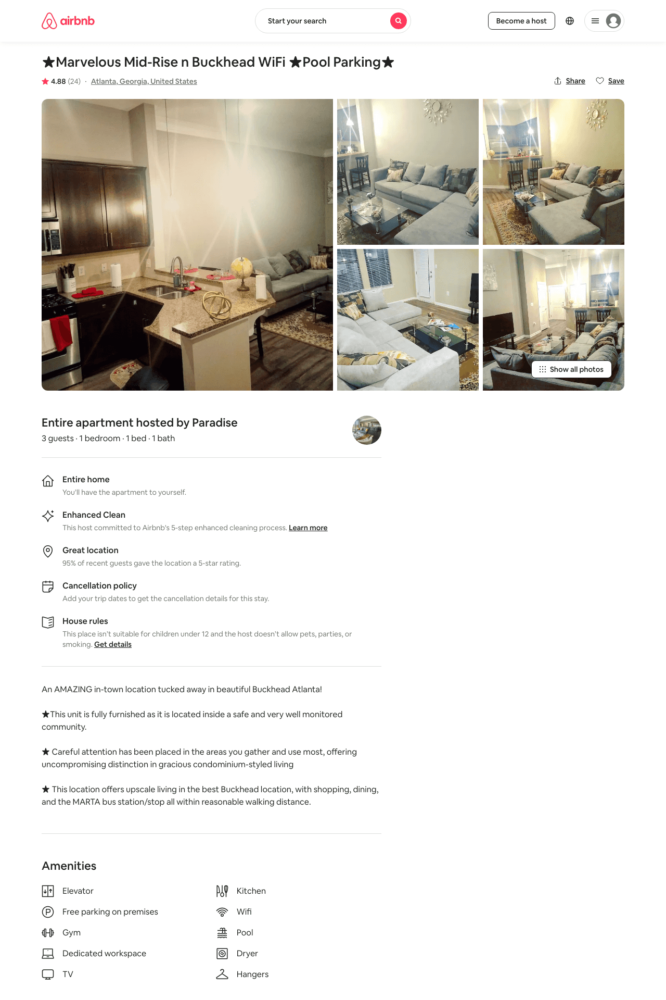 airbnb
Start your search
Become a host
★Marvelous Mid-Rise n Buckhead WiFi ★Pool Parking★
4.88 (24) · Atlanta, Georgia, United States
Share
Save
Show all photos
Entire apartment hosted by Paradise
3 guests · 1 bedroom · 1 bed · 1 bath
Entire home
You'll have the apartment to yourself.
Enhanced Clean
This host committed to Airbnb's 5-step enhanced cleaning process. Learn more
Great location
95% of recent guests gave the location a 5-star rating.
Cancellation policy
Add your trip dates to get the cancellation details for this stay.
House rules
This place isn't suitable for children under 12 and the host doesn't allow pets, parties, or
smoking. Get details
An AMAZING in-town location tucked away in beautiful Buckhead Atlanta!
★This unit is fully furnished as it is located inside a safe and very well monitored
community.
★ Careful attention has been placed in the areas you gather and use most, offering
uncompromising distinction in gracious condominium-styled living
★ This location offers upscale living in the best Buckhead location, with shopping, dining,
and the MARTA bus station/stop all within reasonable walking distance.
Amenities
Elevator
Kitchen
Free parking on premises
Wifi
Gym
Pool
Dedicated workspace
Dryer
TV
Hangers